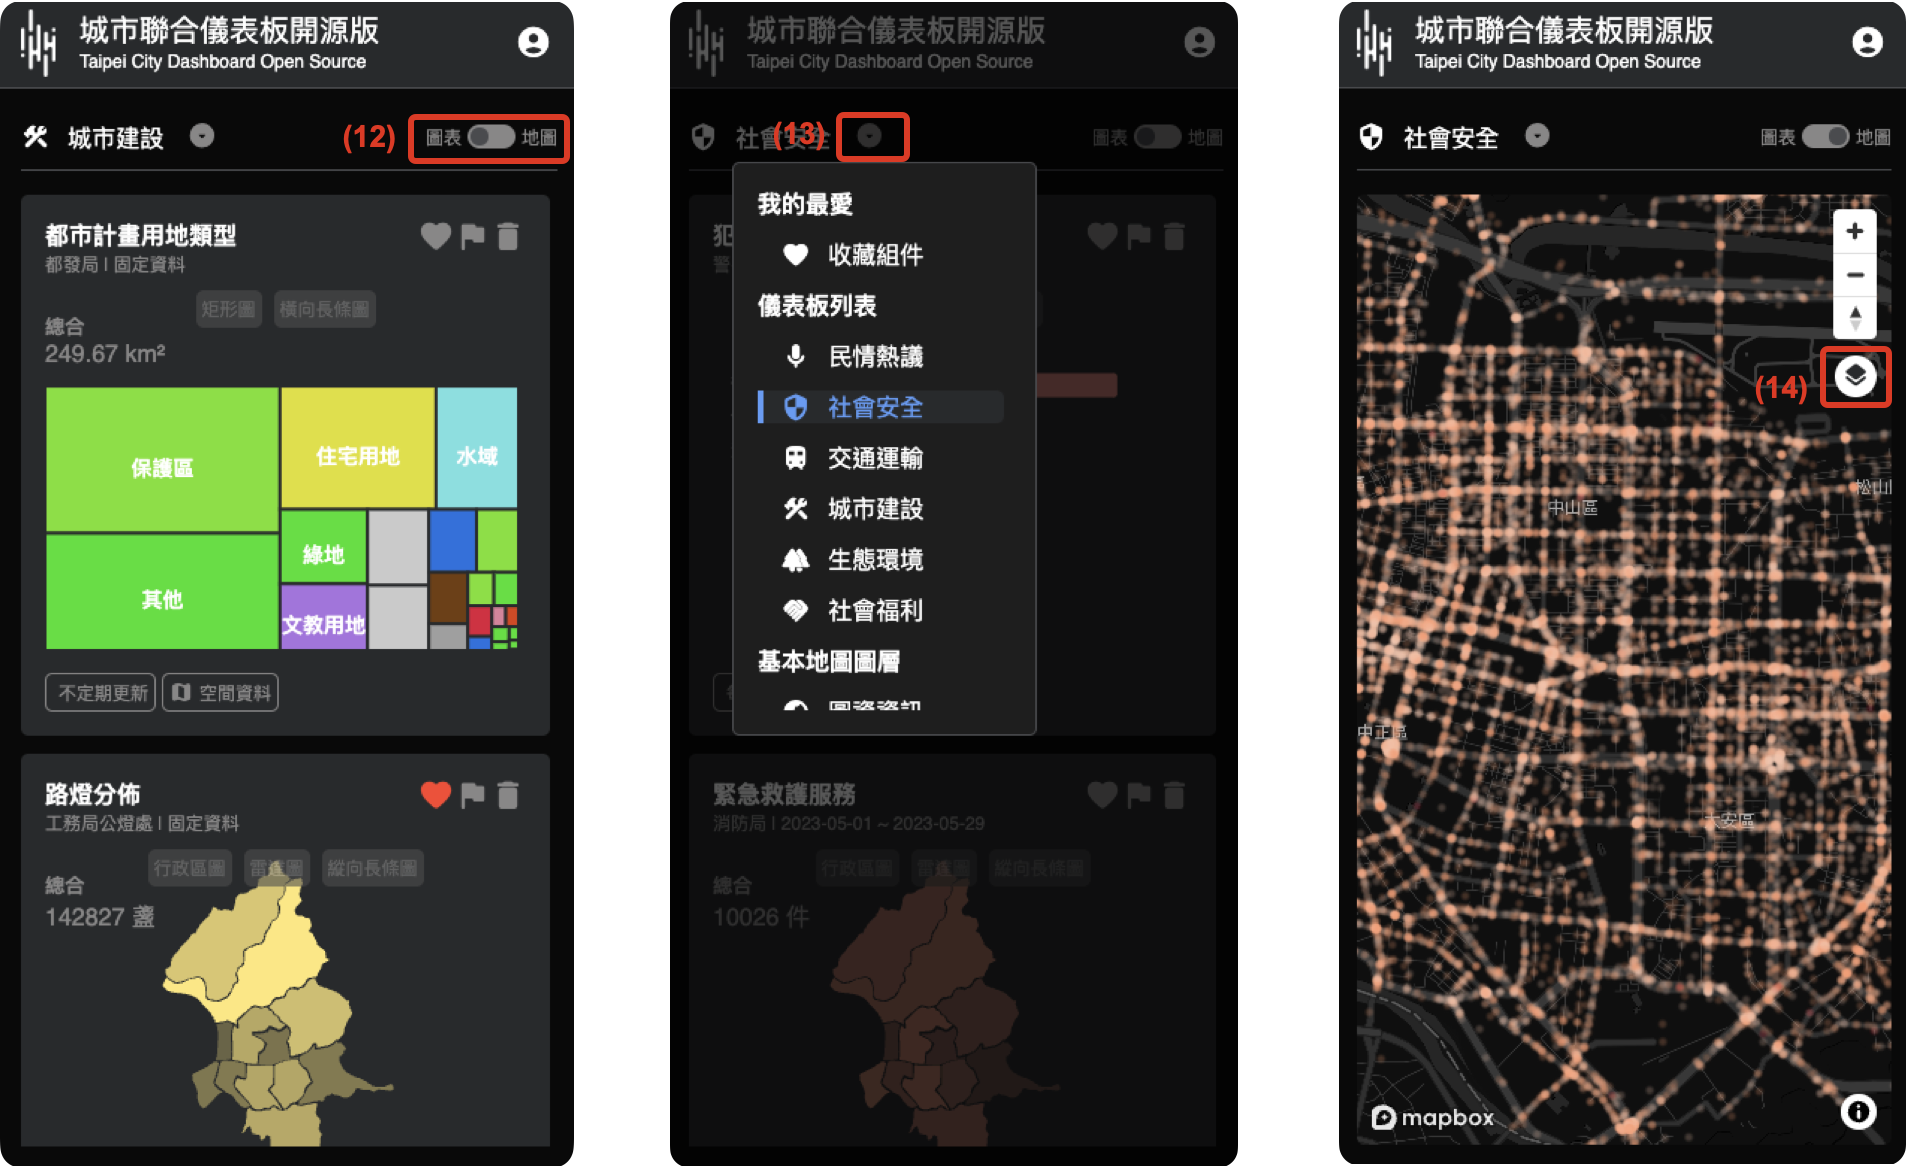 城市聯合儀表板開源版
Taipei City Dashboard Open Source
城市建設
(12)
圖表
地圖
都市計畫用地類型
都發局 | 固定資料
矩形圖
橫向長條圖
總合
249.67 km²
保護區
住宅用地
水域
其他
綠地
文教用地
不定期更新
空間資料
路燈分佈
工務局公燈處 | 固定資料
行政區圖
雷達圖
縱向長條圖
總合
142827 盞
城市聯合儀表板開源版
Taipei City Dashboard Open Source
社會安全
(13)
圖表
地圖
犯
警
我的最愛
收藏組件
儀表板列表
民情熱議
社會安全
交通運輸
城市建設
生態環境
社會福利
基本地圖圖層
圖資資訊
緊急救護服務
消防局 | 2023-05-01 ~ 2023-05-29
行政區圖
雷達圖
縱向長條圖
總合
10026 件
城市聯合儀表板開源版
Taipei City Dashboard Open Source
社會安全
圖表
地圖
(14)
中山區
松山
中正區
大安區
mapbox